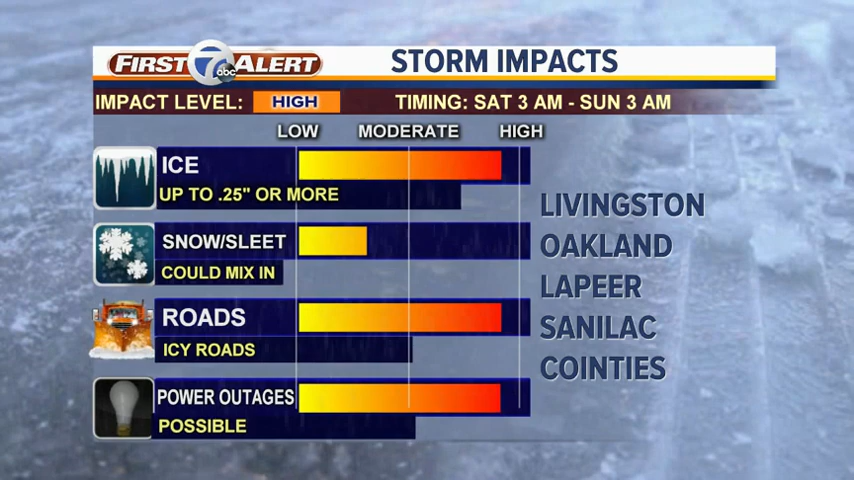 FIRST 7 abc ALERT
STORM IMPACTS
IMPACT LEVEL: HIGH TIMING: SAT 3 AM - SUN 3 AM
LOW MODERATE HIGH
ICE
UP TO .25" OR MORE
SNOW/SLEET
COULD MIX IN
ROADS
ICY ROADS
POWER OUTAGES
POSSIBLE
LIVINGSTON
OAKLAND
LAPEER
SANILAC
COINTIES